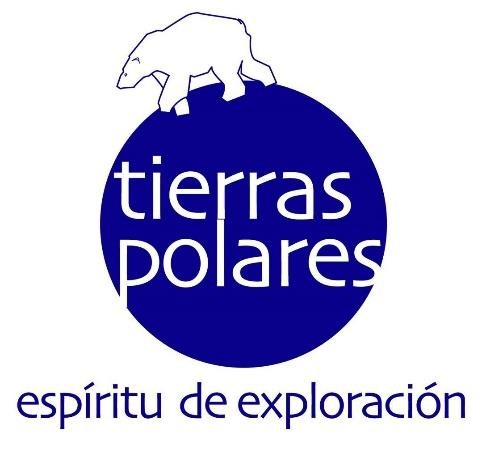 tierras
polares
espíritu de exploración